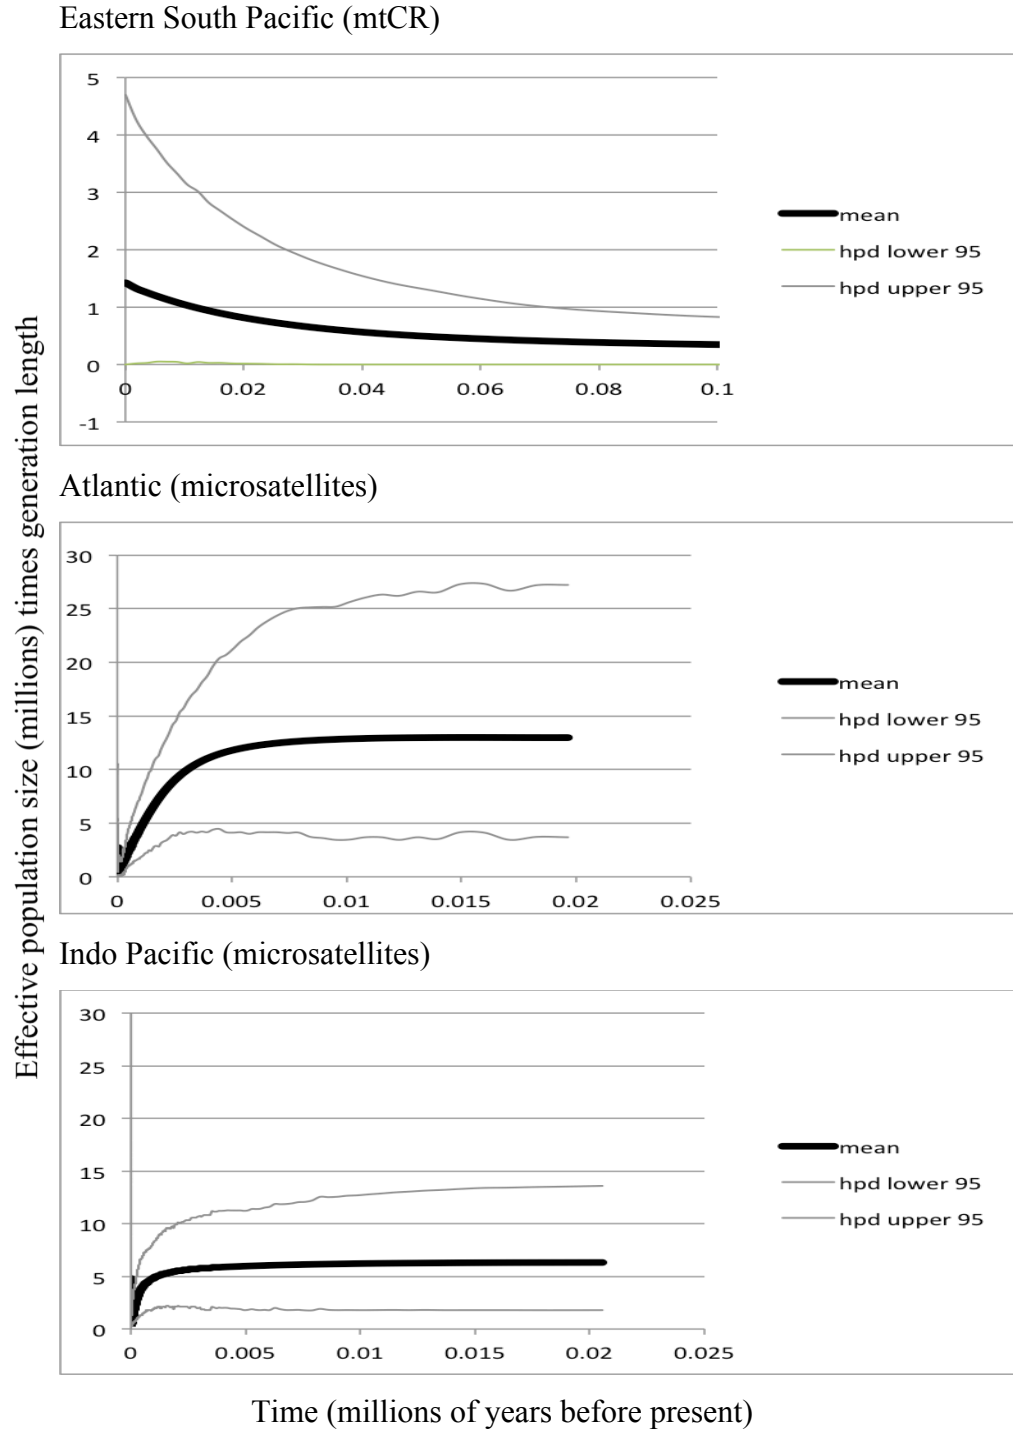 Eastern South Pacific (mtCR)
5
4
3
2
1
0
-1
0 0.02 0.04 0.06 0.08 0.1
mean
hpd lower 95
hpd upper 95
Effective population size (millions) times generation length
Atlantic (microsatellites)
30
25
20
15
10
5
0
0 0.005 0.01 0.015 0.02 0.025
mean
hpd lower 95
hpd upper 95
Indo Pacific (microsatellites)
30
25
20
15
10
5
0
0 0.005 0.01 0.015 0.02 0.025
mean
hpd lower 95
hpd upper 95
Time (millions of years before present)